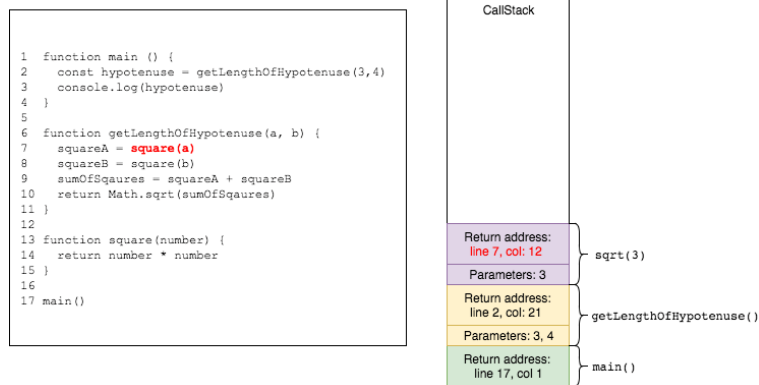 1 function main () {
2 const hypotenuse = getLengthOfHypotenuse(3,4)
3 console.log(hypotenuse)
4 }
5
6 function getLengthOfHypotenuse(a, b) {
7 squareA = square(a)
8 squareB = square(b)
9 sumOfSqaures = squareA + squareB
10 return Math.sqrt(sumOfSqaures)
11 }
12
13 function square(number) {
14 return number * number
15 }
16
17 main()
CallStack
Return address:
line 7, col: 12
Parameters: 3
sqrt(3)
Return address:
line 2, col: 21
Parameters: 3, 4
getLengthOfHypotenuse()
Return address:
line 17, col 1
main()